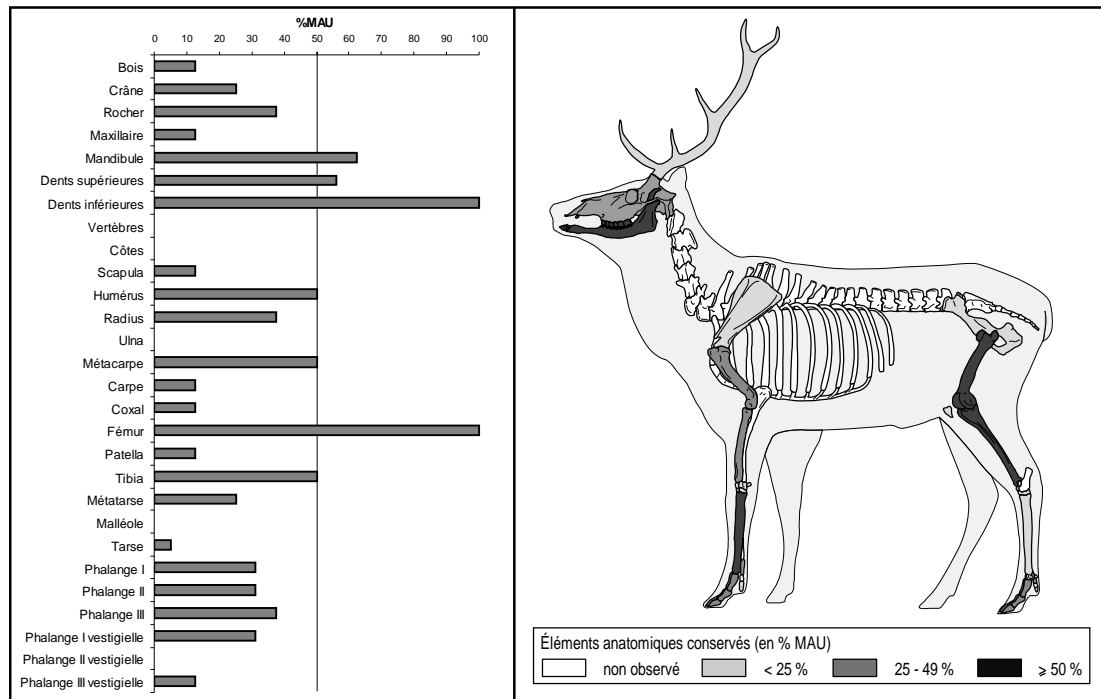 %MAU
0 10 20 30 40 50 60 70 80 90 100
Bois
Crâne
Rocher
Maxillaire
Mandibule
Dents supérieures
Dents inférieures
Vertèbres
Côtes
Scapula
Humérus
Radius
Ulna
Métacarpe
Carpe
Coxal
Fémur
Patella
Tibia
Métatarse
Malléole
Tarse
Phalange I
Phalange II
Phalange III
Phalange I vestigielle
Phalange II vestigielle
Phalange III vestigielle
Éléments anatomiques conservés (en % MAU)
non observé < 25 % 25 - 49 % ⩾ 50 %